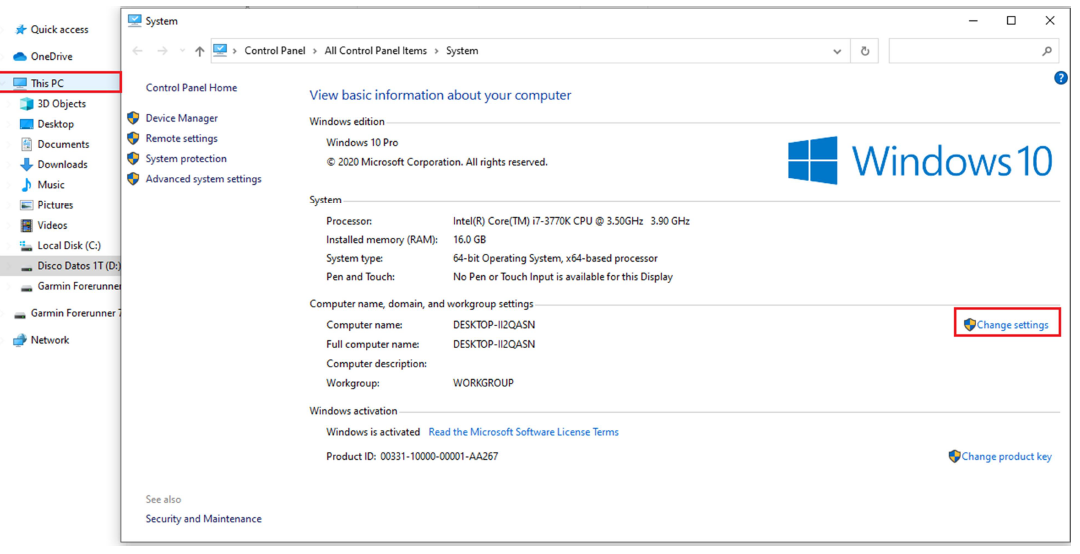 Quick access
OneDrive
This PC
3D Objects
Desktop
Documents
Downloads
Music
Pictures
Videos
Local Disk (C:)
Disco Datos 1T (D:)
Garmin Forerunner
Garmin Forerunner 7
Network
System
Control Panel > All Control Panel Items > System
Control Panel Home
Device Manager
Remote settings
System protection
Advanced system settings
See also
Security and Maintenance
View basic information about your computer
Windows edition
Windows 10 Pro
© 2020 Microsoft Corporation. All rights reserved.
Windows 10
System
Processor: Intel(R) Core(TM) i7-3770K CPU @ 3.50GHz 3.90 GHz
Installed memory (RAM): 16.0 GB
System type: 64-bit Operating System, x64-based processor
Pen and Touch: No Pen or Touch Input is available for this Display
Computer name, domain, and workgroup settings
Computer name: DESKTOP-II2QASN
Change settings
Full computer name: DESKTOP-II2QASN
Computer description:
Workgroup: WORKGROUP
Windows activation
Windows is activated Read the Microsoft Software License Terms
Product ID: 00331-10000-00001-AA267
Change product key